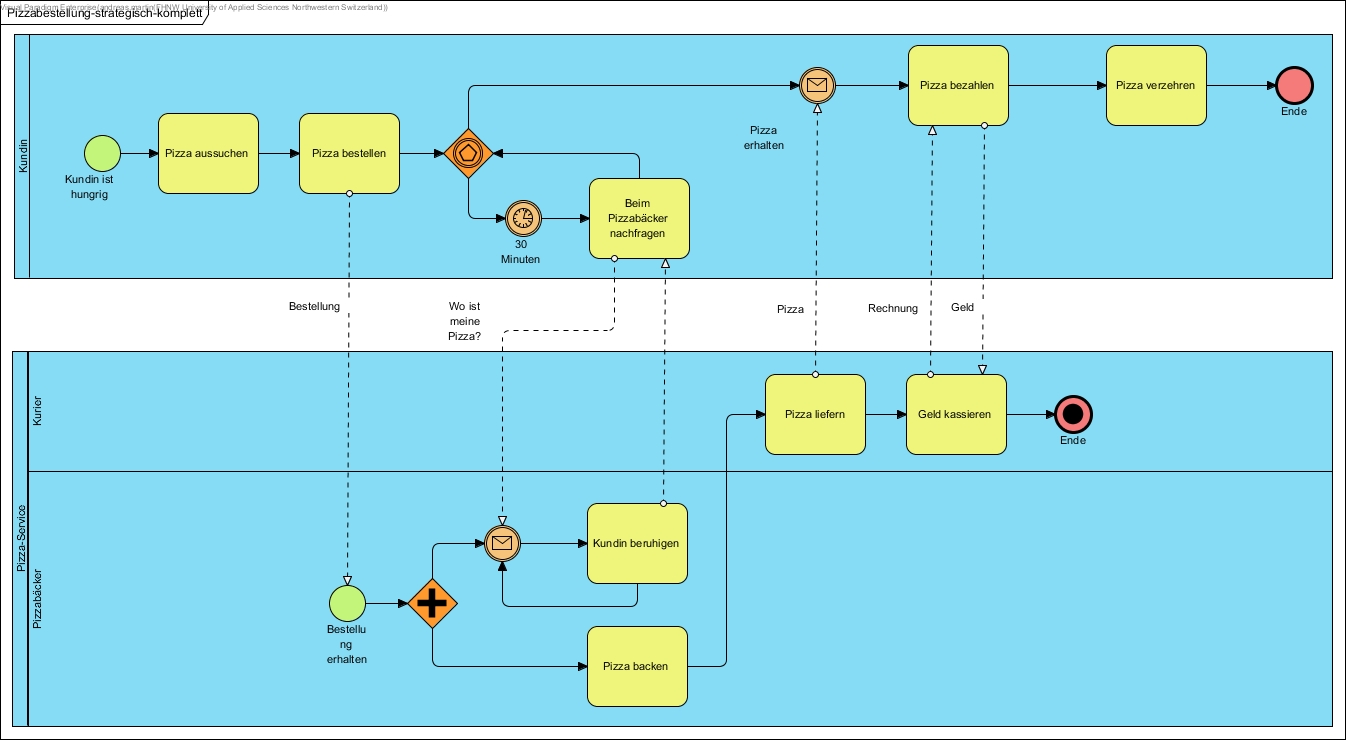 Visual Paradigm Enterprise(andreas.martin(FHNW University of Applied Sciences Northwestern Switzerland))
Pizzabestellung-strategisch-komplett
Kundin
Kundin ist
hungrig
Pizza aussuchen
Pizza bestellen
30
Minuten
Beim
Pizzabäcker
nachfragen
Pizza
erhalten
Pizza bezahlen
Pizza verzehren
Ende
Bestellung
Wo ist
meine
Pizza?
Pizza
Rechnung
Geld
Pizza-Service
Kurier
Pizza liefern
Geld kassieren
Ende
Pizzabäcker
Bestellu
ng
erhalten
Kundin beruhigen
Pizza backen